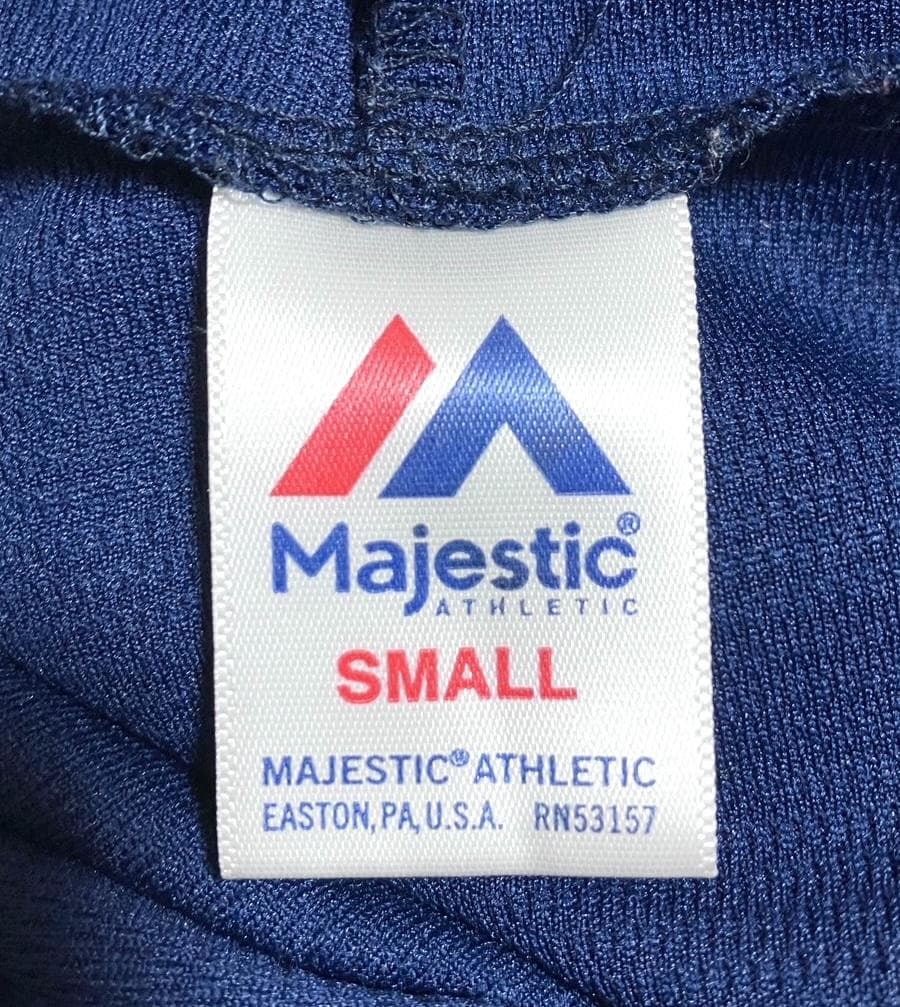 Majestic®
ATHLETIC
SMALL
MAJESTIC® ATHLETIC
EASTON, PA, U.S.A. RN53157